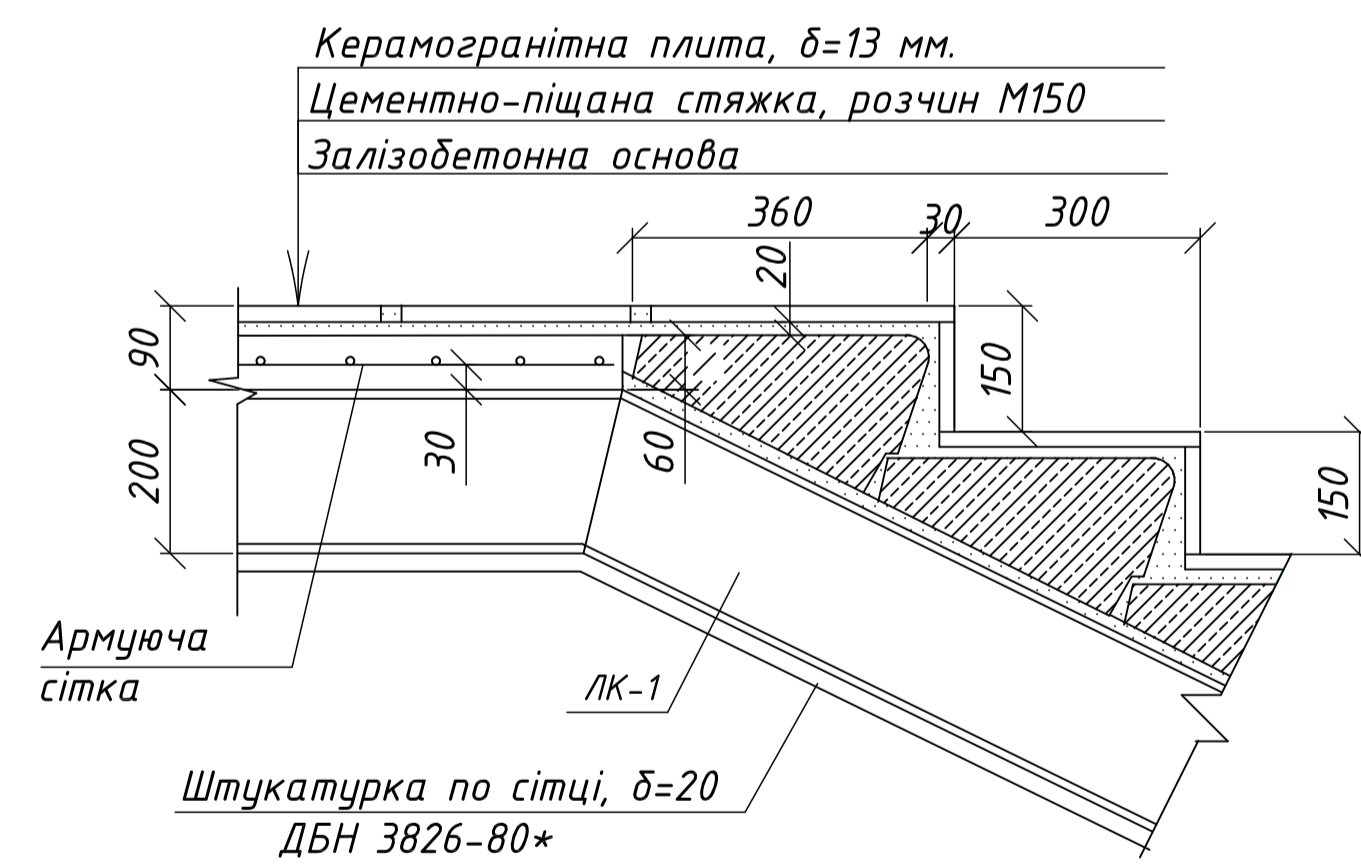 Керамогранітна плита, δ=13 мм.
Цементно-піщана стяжка, розчин М150
Залізобетонна основа
360
30
300
20
90
150
200
30
60
150
Армуюча
сітка
ЛК-1
Штукатурка по сітці, δ=20
ДБН 3826-80*